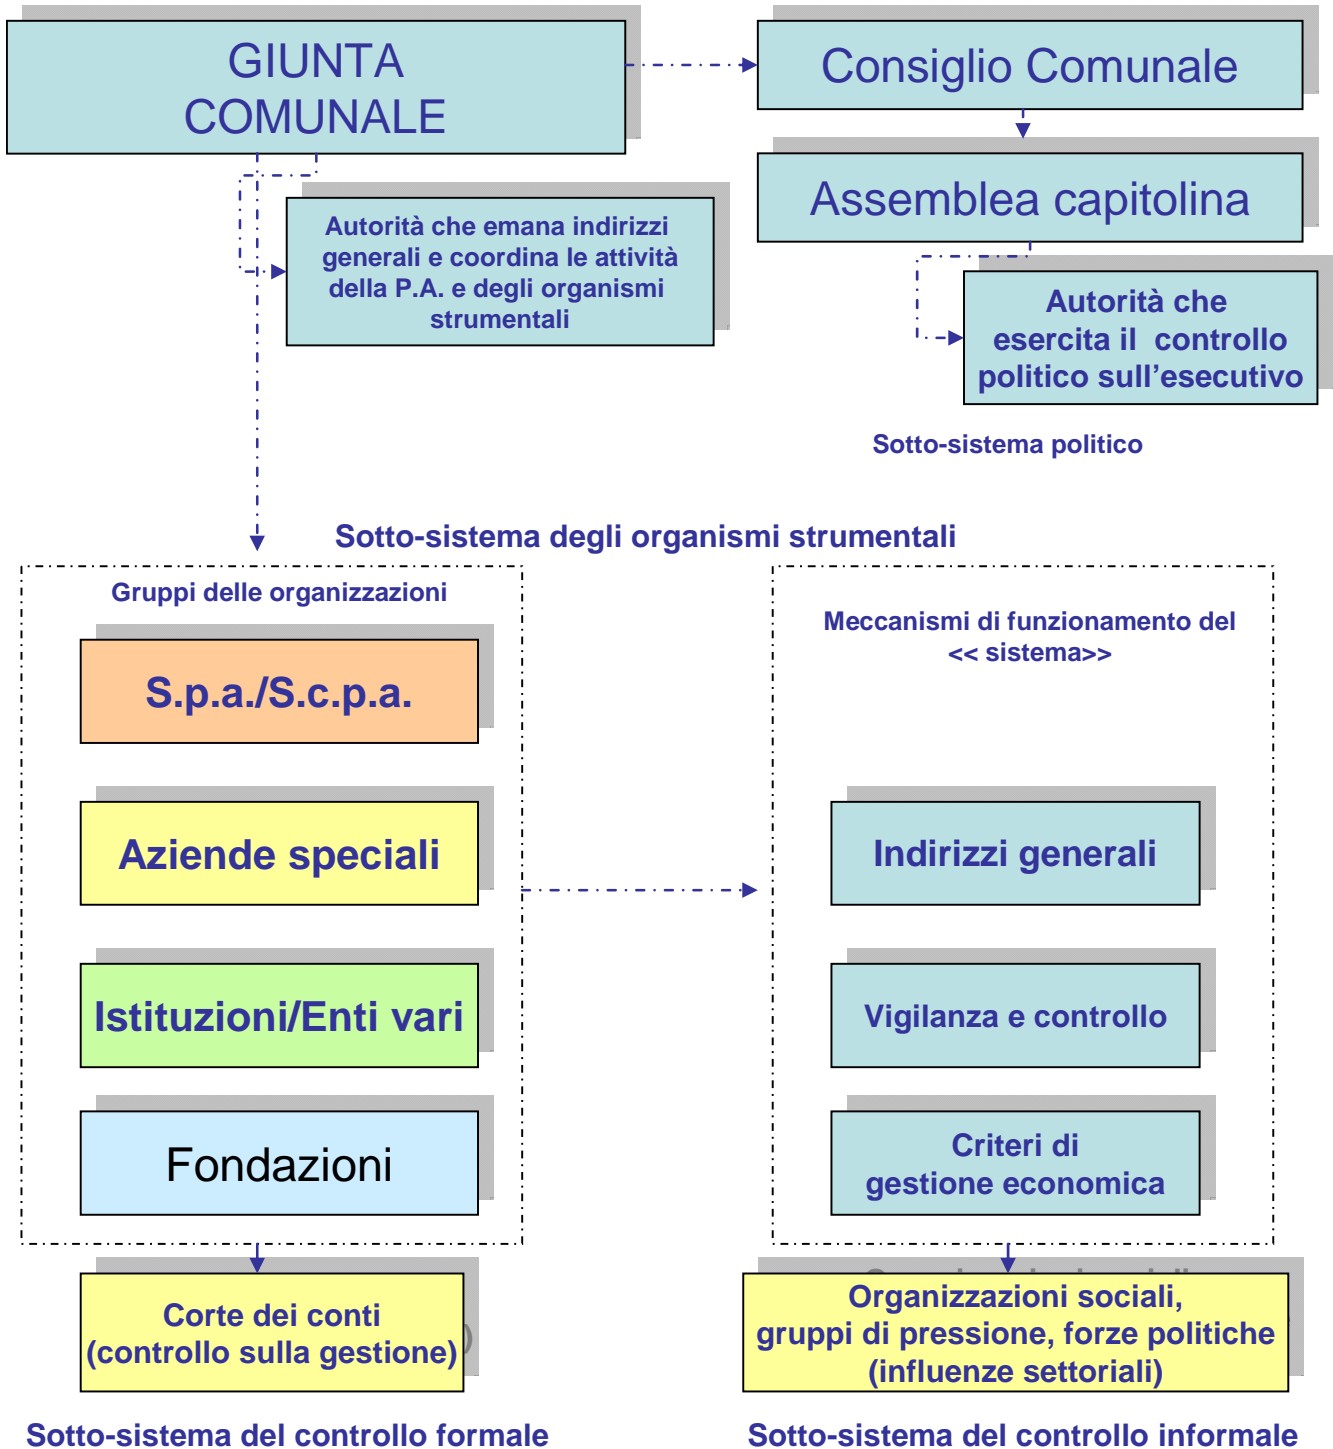 GIUNTA
COMUNALE
Consiglio Comunale
Assemblea capitolina
Autorità che emana indirizzi
generali e coordina le attività
della P.A. e degli organismi
strumentali
Autorità che
esercita il controllo
politico sull'esecutivo
Sotto-sistema politico
Sotto-sistema degli organismi strumentali
Gruppi delle organizzazioni
S.p.a./S.c.p.a.
Aziende speciali
Istituzioni/Enti vari
Fondazioni
Meccanismi di funzionamento del
<< sistema>>
Indirizzi generali
Vigilanza e controllo
Criteri di
gestione economica
Corte dei conti
(controllo sulla gestione)
Organizzazioni sociali,
gruppi di pressione, forze politiche
(influenze settoriali)
Sotto-sistema del controllo formale
Sotto-sistema del controllo informale